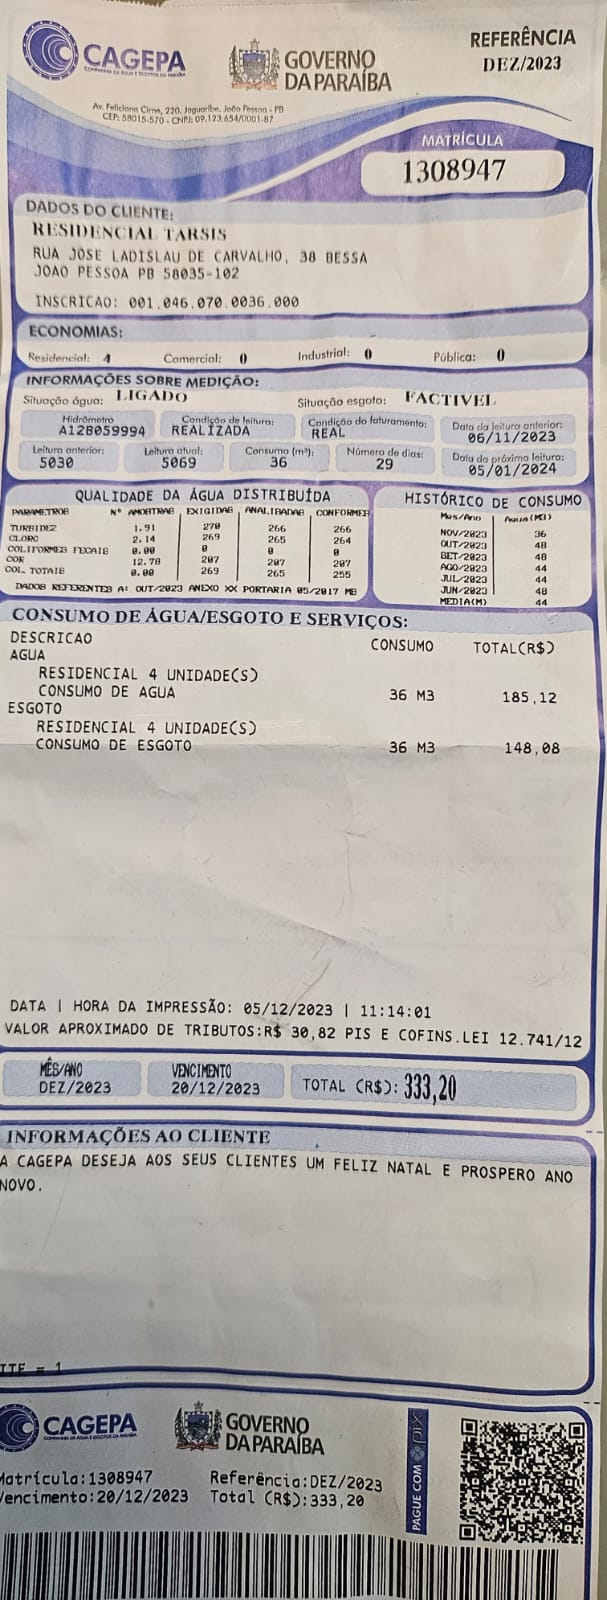 CAGEPA
COMPANHIA DE ÁGUA E ESGOTOS DA PARAÍBA
GOVERNO
DA PARAÍBA
REFERÊNCIA
DEZ/2023
Av. Feliciano Cirne, 220, Jaguaribe, João Pessoa - PB
CEP: 58015-570 - CNPJ: 09.123.654/0001-87
MATRÍCULA
1308947
DADOS DO CLIENTE:
RESIDENCIAL TARSIS
RUA JOSE LADISLAU DE CARVALHO, 38 BESSA
JOAO PESSOA PB 58035-102
INSCRICAO: 001.046.070.0036.000
ECONOMIAS:
Residencial: 4 Comercial: 0 Industrial: 0 Pública: 0
INFORMAÇÕES SOBRE MEDIÇÃO:
Situação água: LIGADO Situação esgoto: FACTIVEL
Hidrômetro Condição de leitura: Condição do faturamento: Data da leitura anterior:
A12B059994 REALIZADA REAL 06/11/2023
Leitura anterior: Leitura atual: Consumo (m³): Número de dias: Data da próxima leitura:
5030 5069 36 29 05/01/2024
QUALIDADE DA ÁGUA DISTRIBUÍDA
PARAMETROS Nº AMOSTRAS EXIGIDAS ANALIBADAS CONFORMES
TURBIDEZ 1.91 270 266 266
CLORO 2.14 269 265 264
COLIFORMES FECAIS 0.00 0 0 0
COR 12.78 207 207 207
COL. TOTAIS 0.00 269 265 255
DADOS REFERENTES A: OUT/2023 ANEXO XX PORTARIA 05/2017 MB
HISTÓRICO DE CONSUMO
Mes/Ano Agua(M3)
NOV/2023 36
OUT/2023 48
BET/2023 48
AGO/2023 44
JUL/2023 44
JUN/2023 48
MEDIA(M) 44
CONSUMO DE ÁGUA/ESGOTO E SERVIÇOS:
DESCRICAO CONSUMO TOTAL(R$)
AGUA
RESIDENCIAL 4 UNIDADE(S)
CONSUMO DE AGUA 36 M3 185,12
ESGOTO
RESIDENCIAL 4 UNIDADE(S)
CONSUMO DE ESGOTO 36 M3 148,08
DATA | HORA DA IMPRESSÃO: 05/12/2023 | 11:14:01
VALOR APROXIMADO DE TRIBUTOS:R$ 30,82 PIS E COFINS.LEI 12.741/12
MÊS/ANO VENCIMENTO
DEZ/2023 20/12/2023 TOTAL (R$): 333,20
INFORMAÇÕES AO CLIENTE
A CAGEPA DESEJA AOS SEUS CLIENTES UM FELIZ NATAL E PROSPERO ANO
NOVO.
ITE = 1
CAGEPA
COMPANHIA DE ÁGUA E ESGOTOS DA PARAÍBA
GOVERNO
DA PARAÍBA
PAGUE COM pix
Matrícula:1308947 Referência:DEZ/2023
Vencimento:20/12/2023 Total (R$):333,20